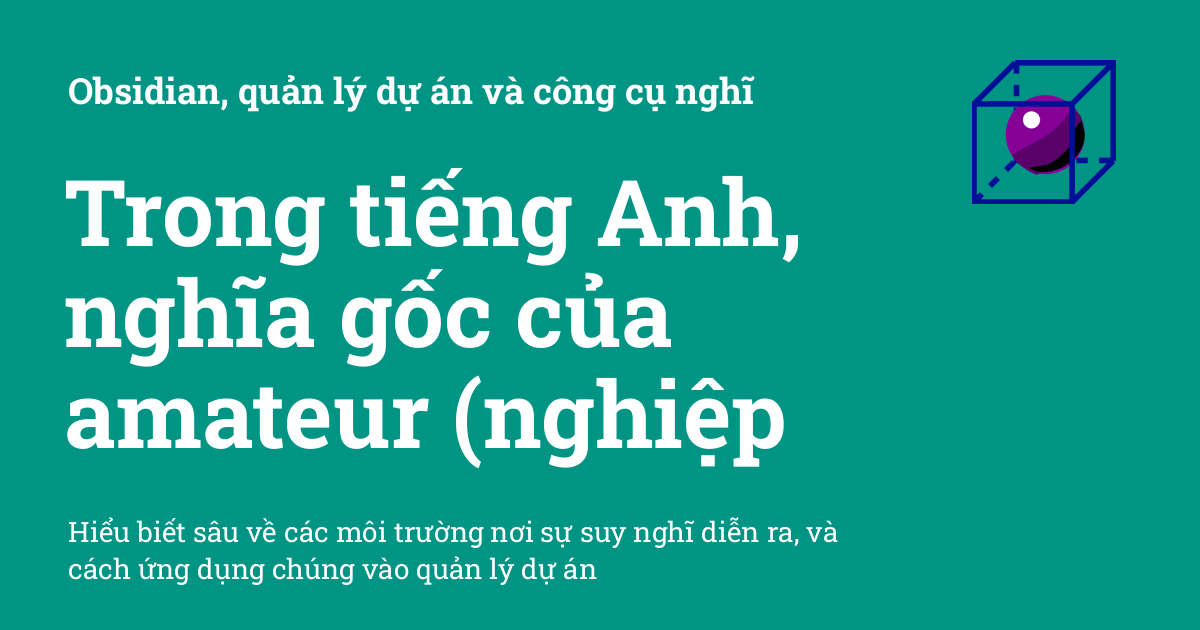 Obsidian, quản lý dự án và công cụ nghĩ
Trong tiếng Anh,
nghĩa gốc của
amateur (nghiệp
Hiểu biết sâu về các môi trường nơi sự suy nghĩ diễn ra, và
cách ứng dụng chúng vào quản lý dự án